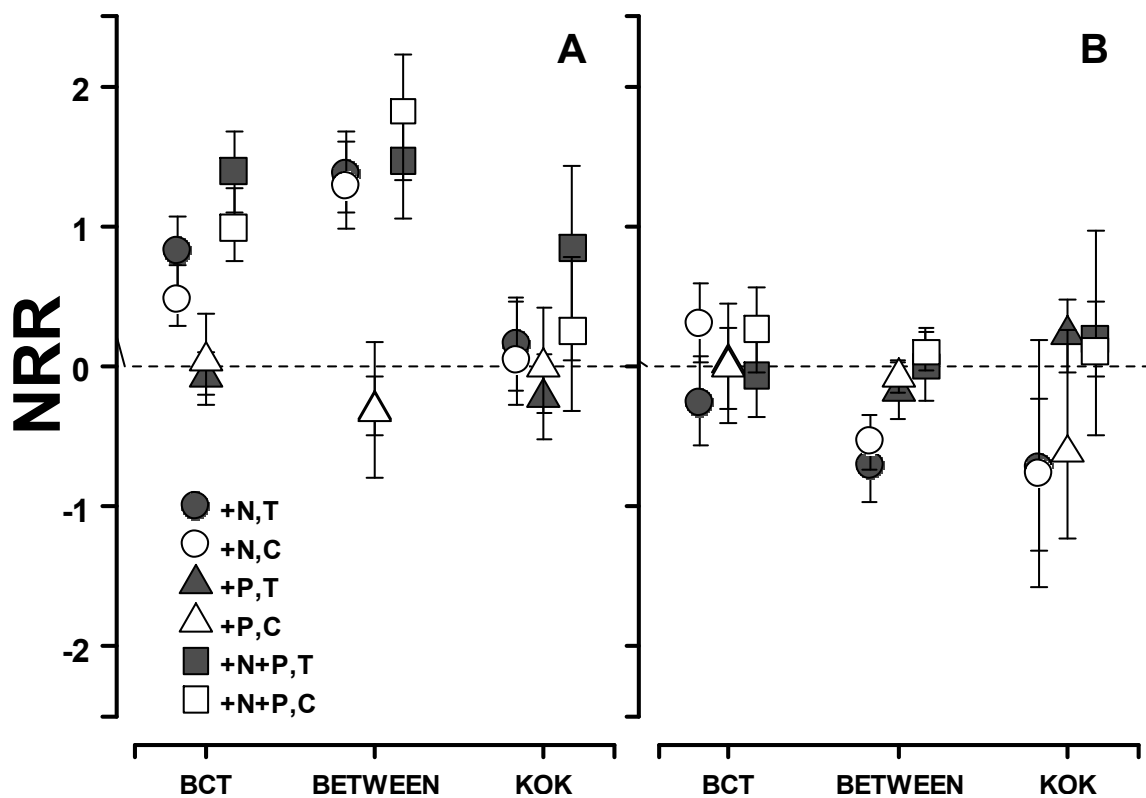 A
B
NRR
2
1
0
-1
-2
+N,T
+N,C
+P,T
+P,C
+N+P,T
+N+P,C
BCT BETWEEN KOK
BCT BETWEEN KOK